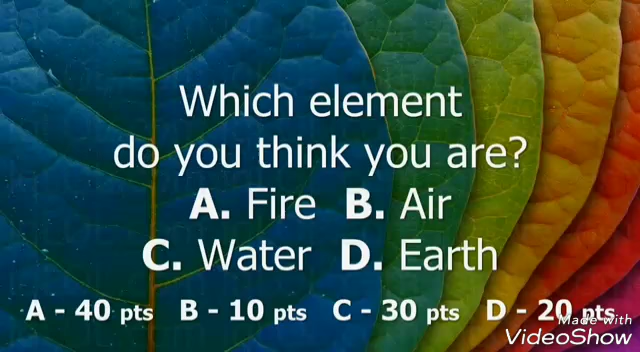 Which element
do you think you are?
A. Fire B. Air
C. Water D. Earth
A - 40 pts B - 10 pts C - 30 pts D - 20 pts
Made with
VideoShow